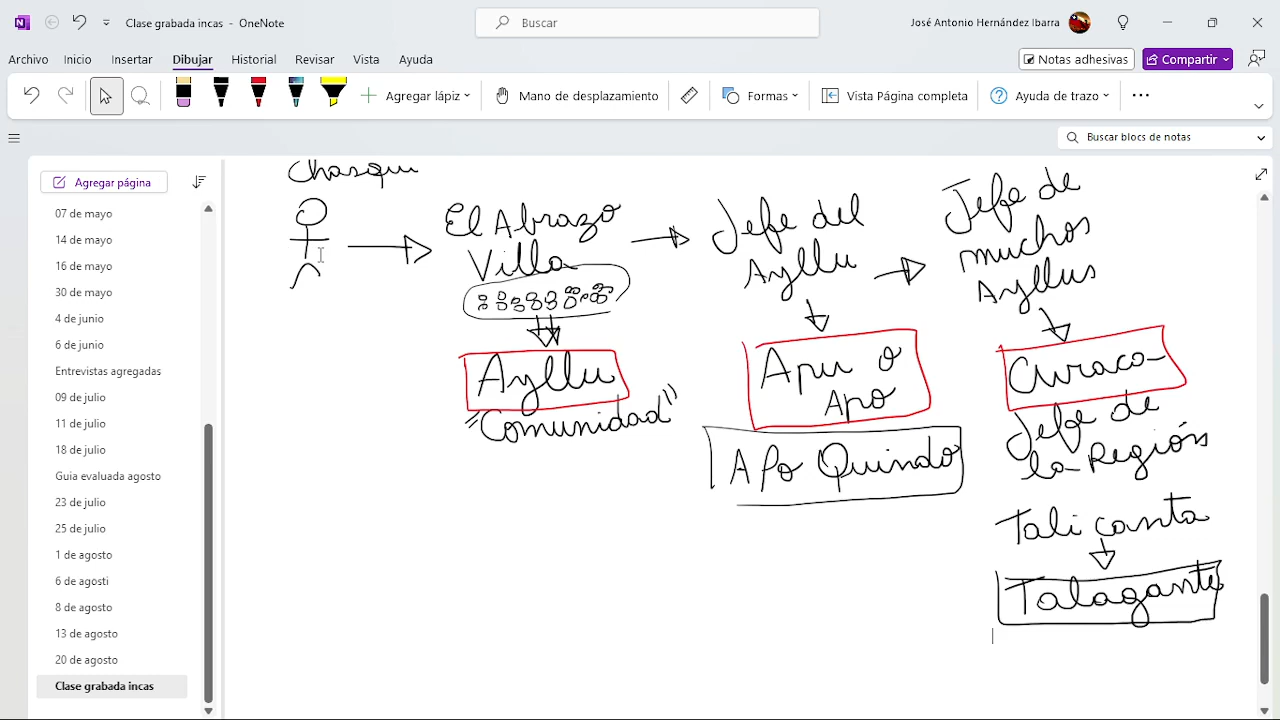 Clase grabada incas - OneNote
Buscar
José Antonio Hernández Ibarra
Archivo
Inicio
Insertar
Dibujar
Historial
Revisar
Vista
Ayuda
Notas adhesivas
Compartir
Agregar lápiz
Mano de desplazamiento
Formas
Vista Página completa
Ayuda de trazo
Buscar blocs de notas
Agregar página
07 de mayo
14 de mayo
16 de mayo
30 de mayo
4 de junio
6 de junio
Entrevistas agregadas
09 de julio
11 de julio
18 de julio
Guia evaluada agosto
23 de julio
25 de julio
1 de agosto
6 de agosti
8 de agosto
13 de agosto
20 de agosto
Clase grabada incas
Chasqui
El Abrazo
Villa
Ayllu
"Comunidad"
Jefe del
Ayllu
Apu o
Apo
Apo Quindo
Jefe de
muchos
Ayllus
Curaca-
Jefe de
la Región
Tali canta
Talagante